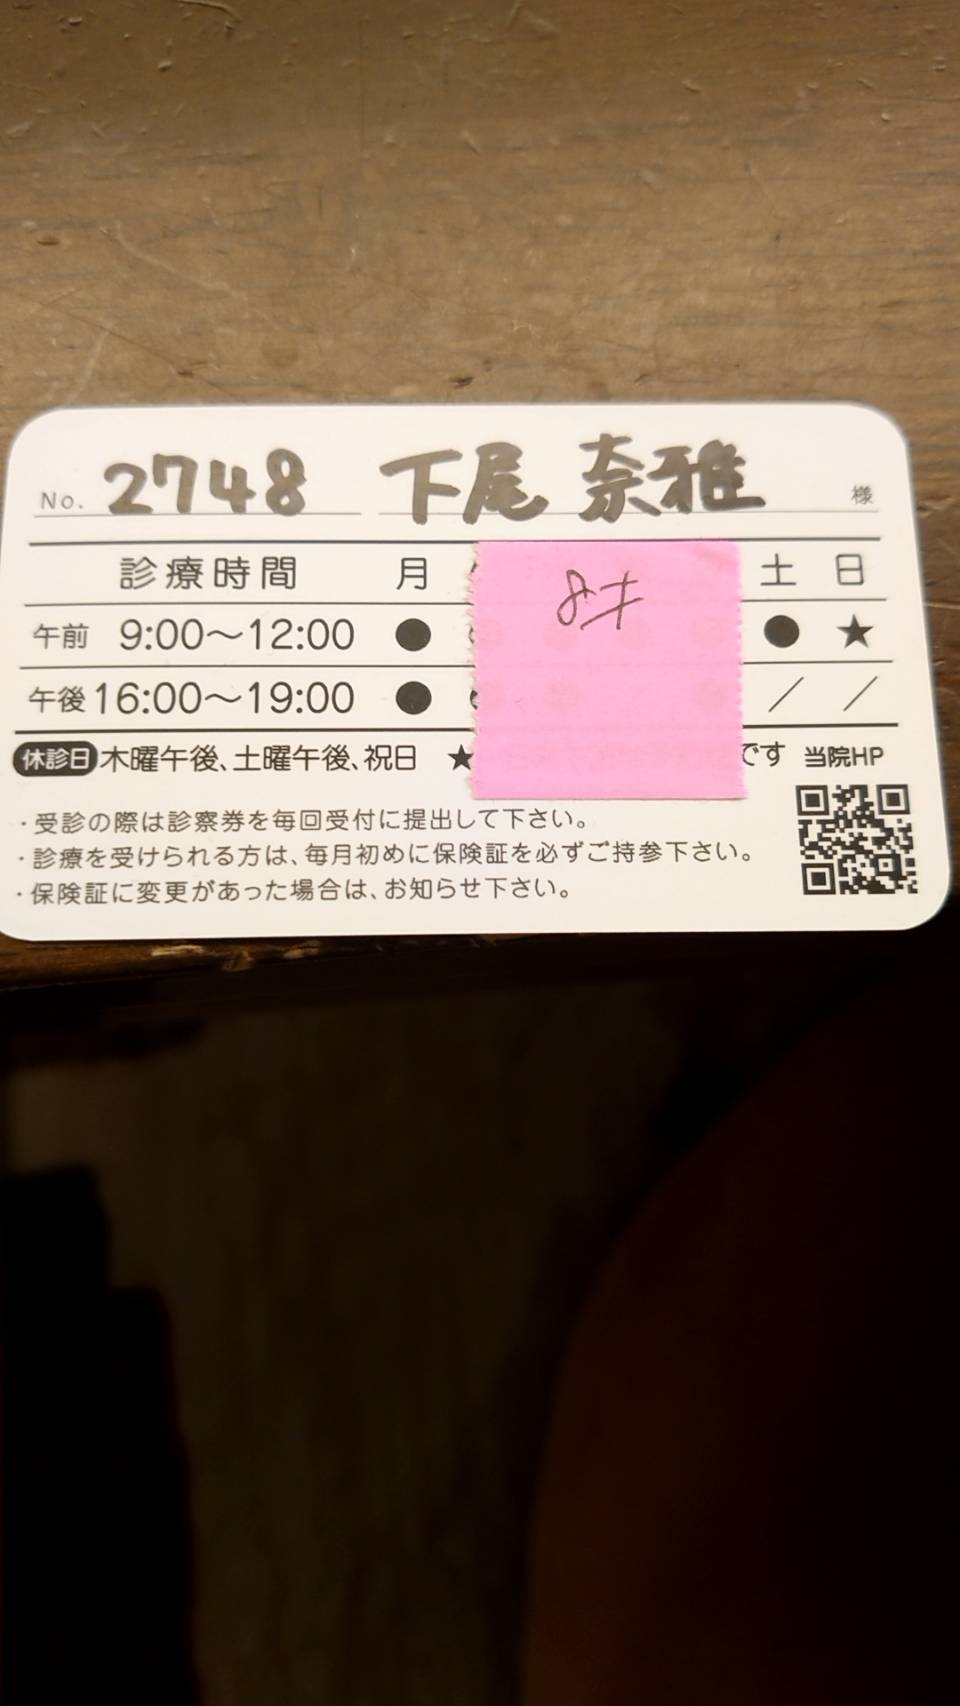 No. 2748 下尾 奈雅 様
診療時間 月 土 日
午前 9:00〜12:00 ● ● ★
午後 16:00〜19:00 ● ／ ／
休診日 木曜午後、土曜午後、祝日 ★ です 当院HP
・受診の際は診察券を毎回受付に提出して下さい。
・診療を受けられる方は、毎月初めに保険証を必ずご持参下さい。
・保険証に変更があった場合は、お知らせ下さい。